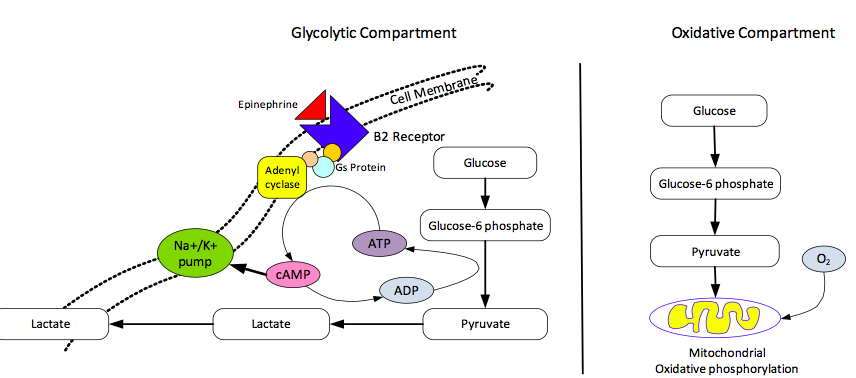 Glycolytic Compartment
Oxidative Compartment
Cell Membrane
Epinephrine
B2 Receptor
Gs Protein
Adenyl
cyclase
Glucose
Glucose-6 phosphate
ATP
Na+/K+
pump
cAMP
ADP
Lactate
Lactate
Pyruvate
Glucose
Glucose-6 phosphate
Pyruvate
O2
Mitochondrial
Oxidative phosphorylation